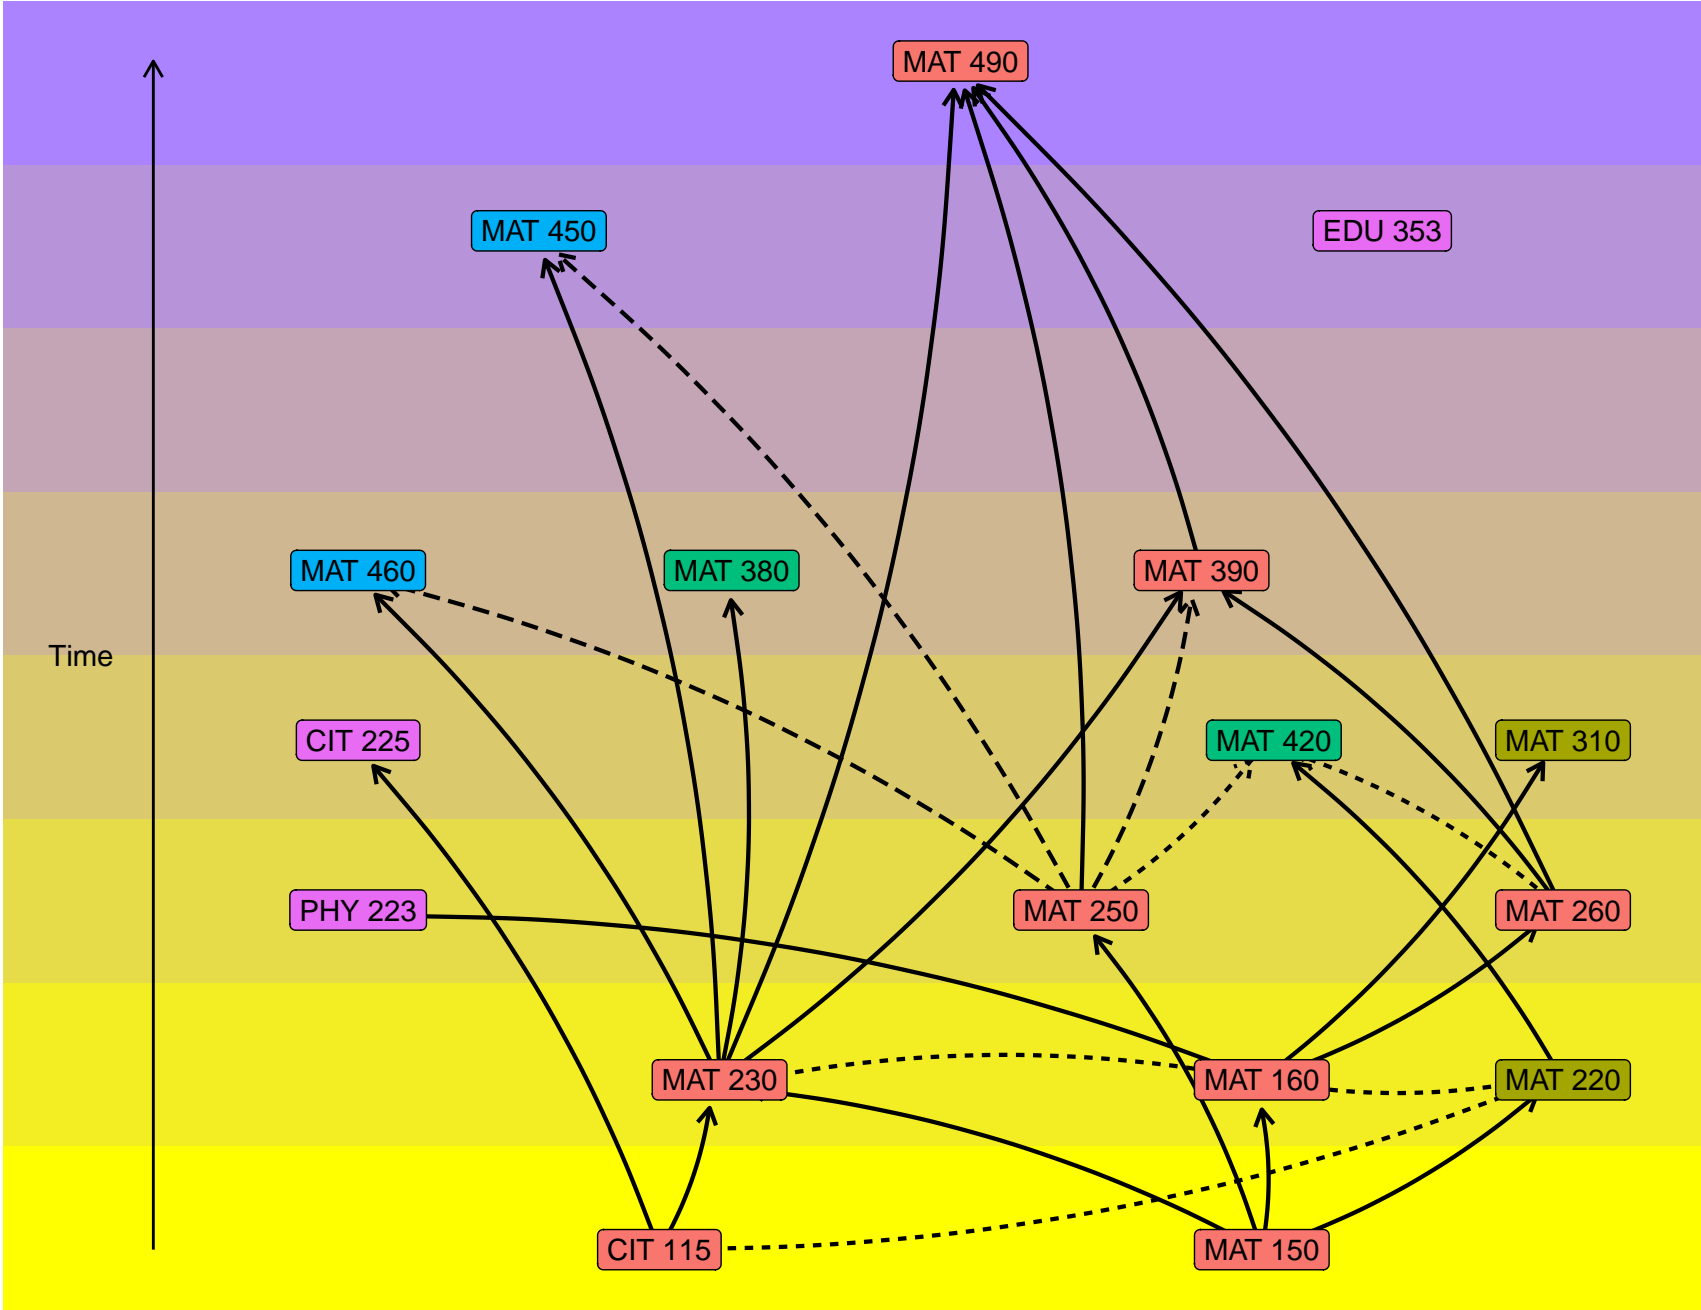 MAT 490
MAT 450
EDU 353
MAT 460
MAT 380
MAT 390
Time
CIT 225
MAT 420
MAT 310
PHY 223
MAT 250
MAT 260
MAT 230
MAT 160
MAT 220
CIT 115
MAT 150